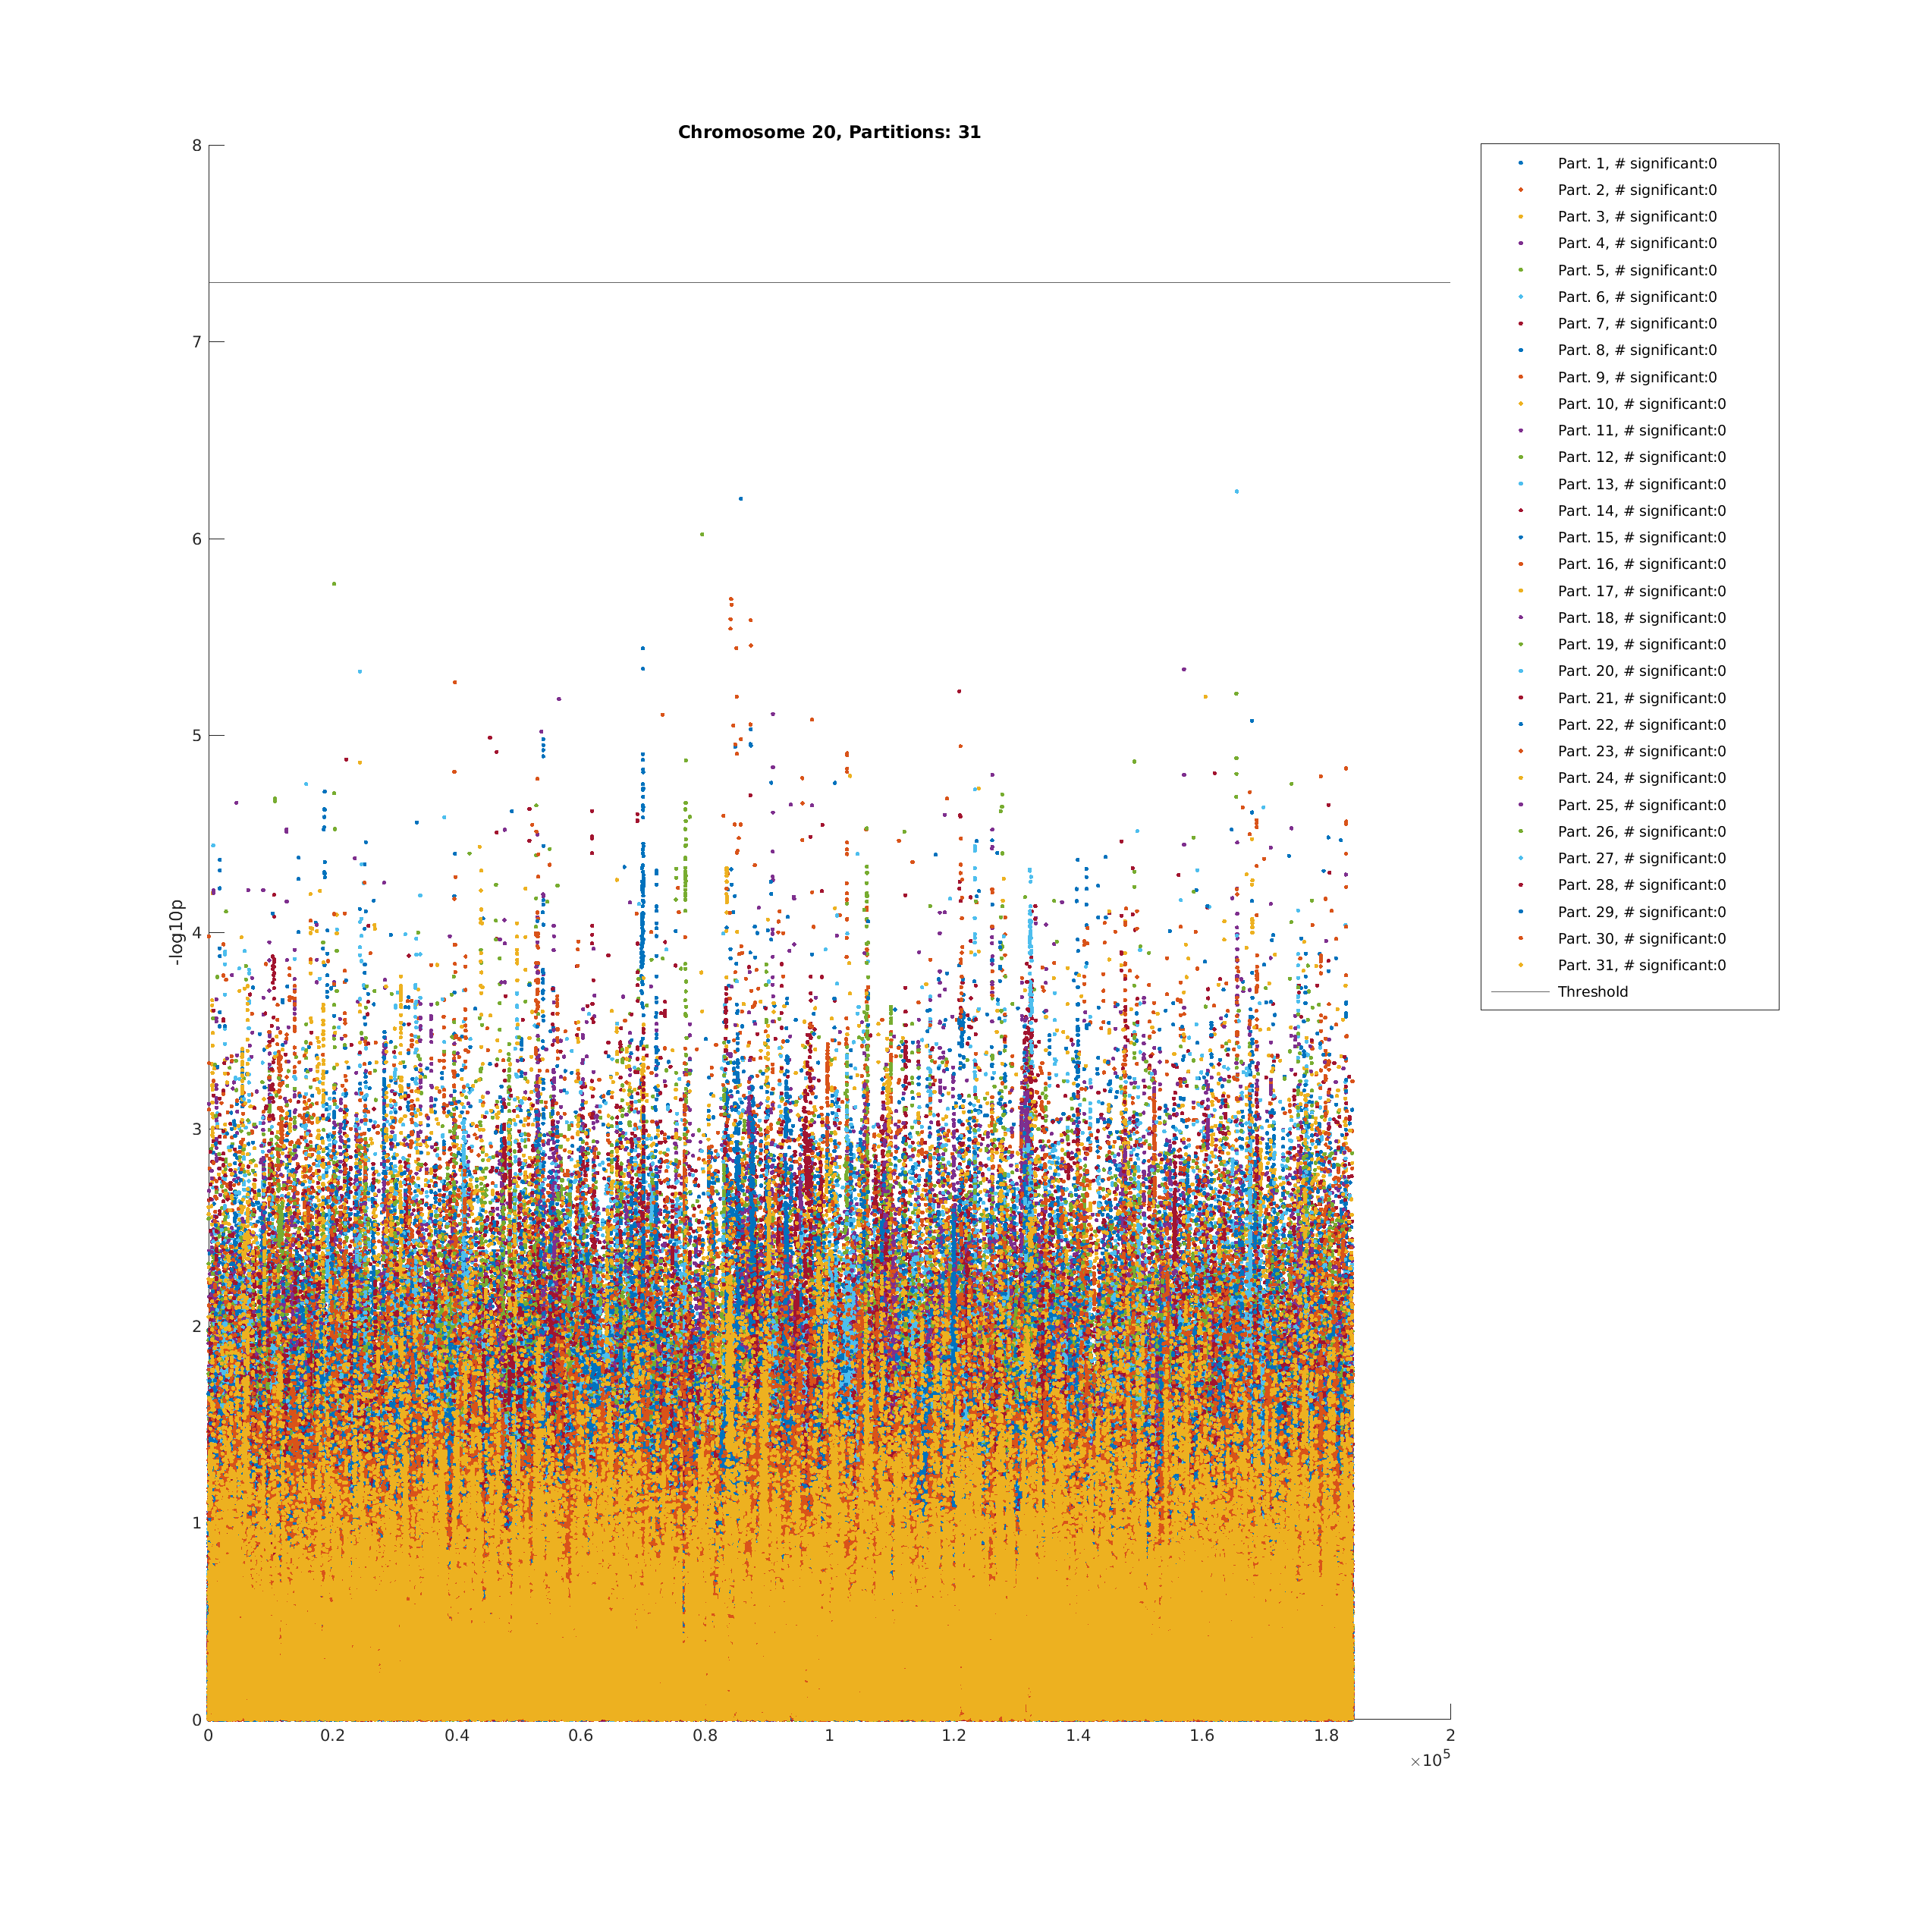 Chromosome 20, Partitions: 31
8
7
6
5
4
3
2
1
0
-log10p
0 0.2 0.4 0.6 0.8 1 1.2 1.4 1.6 1.8 2
×10^5
Part. 1, # significant:0
Part. 2, # significant:0
Part. 3, # significant:0
Part. 4, # significant:0
Part. 5, # significant:0
Part. 6, # significant:0
Part. 7, # significant:0
Part. 8, # significant:0
Part. 9, # significant:0
Part. 10, # significant:0
Part. 11, # significant:0
Part. 12, # significant:0
Part. 13, # significant:0
Part. 14, # significant:0
Part. 15, # significant:0
Part. 16, # significant:0
Part. 17, # significant:0
Part. 18, # significant:0
Part. 19, # significant:0
Part. 20, # significant:0
Part. 21, # significant:0
Part. 22, # significant:0
Part. 23, # significant:0
Part. 24, # significant:0
Part. 25, # significant:0
Part. 26, # significant:0
Part. 27, # significant:0
Part. 28, # significant:0
Part. 29, # significant:0
Part. 30, # significant:0
Part. 31, # significant:0
Threshold